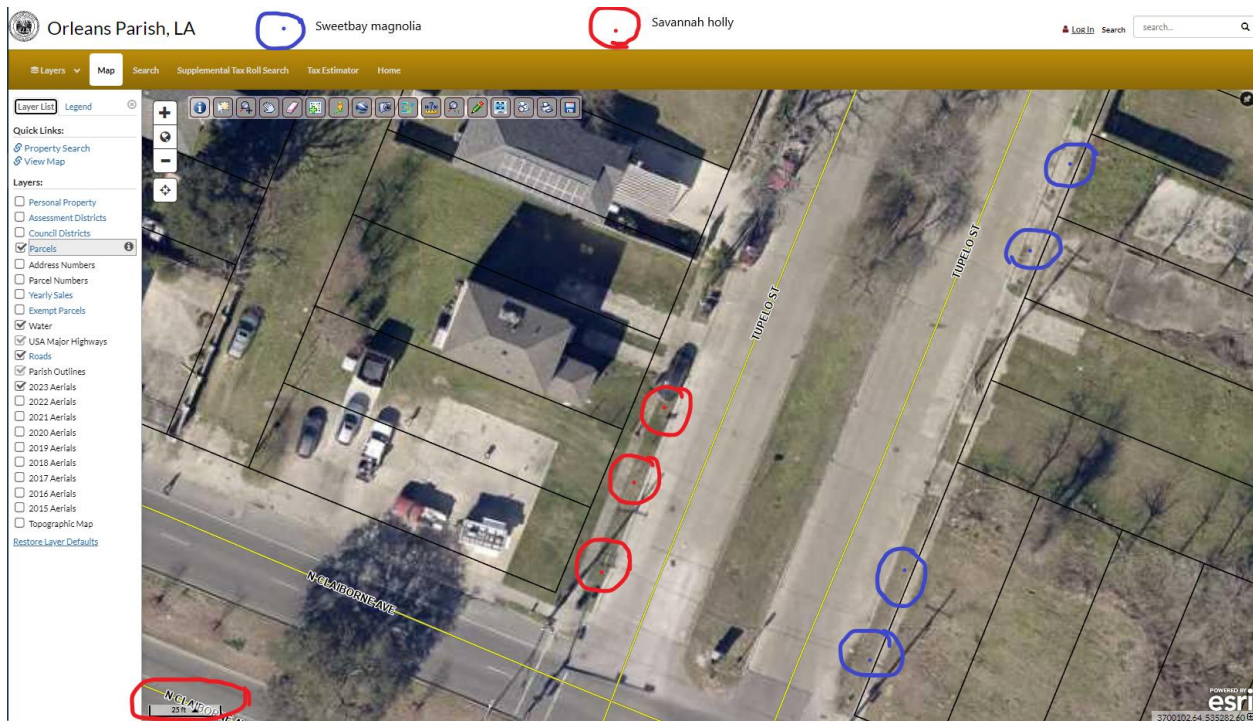 Orleans Parish, LA
Sweetbay magnolia
Savannah holly
Log In Search search...
Layers Map Search Supplemental Tax Roll Search Tax Estimator Home
Layer List Legend
Quick Links:
Property Search
View Map
Layers:
Personal Property
Assessment Districts
Council Districts
Parcels
Address Numbers
Parcel Numbers
Yearly Sales
Exempt Parcels
Water
USA Major Highways
Roads
Parish Outlines
2023 Aerials
2022 Aerials
2021 Aerials
2020 Aerials
2019 Aerials
2018 Aerials
2017 Aerials
2016 Aerials
2015 Aerials
Topographic Map
Restore Layer Defaults
TUPELO ST
TUPELO ST
N CLAIBORNE AVE
25 ft
POWERED BY
esri
3700102.64, 535282.60